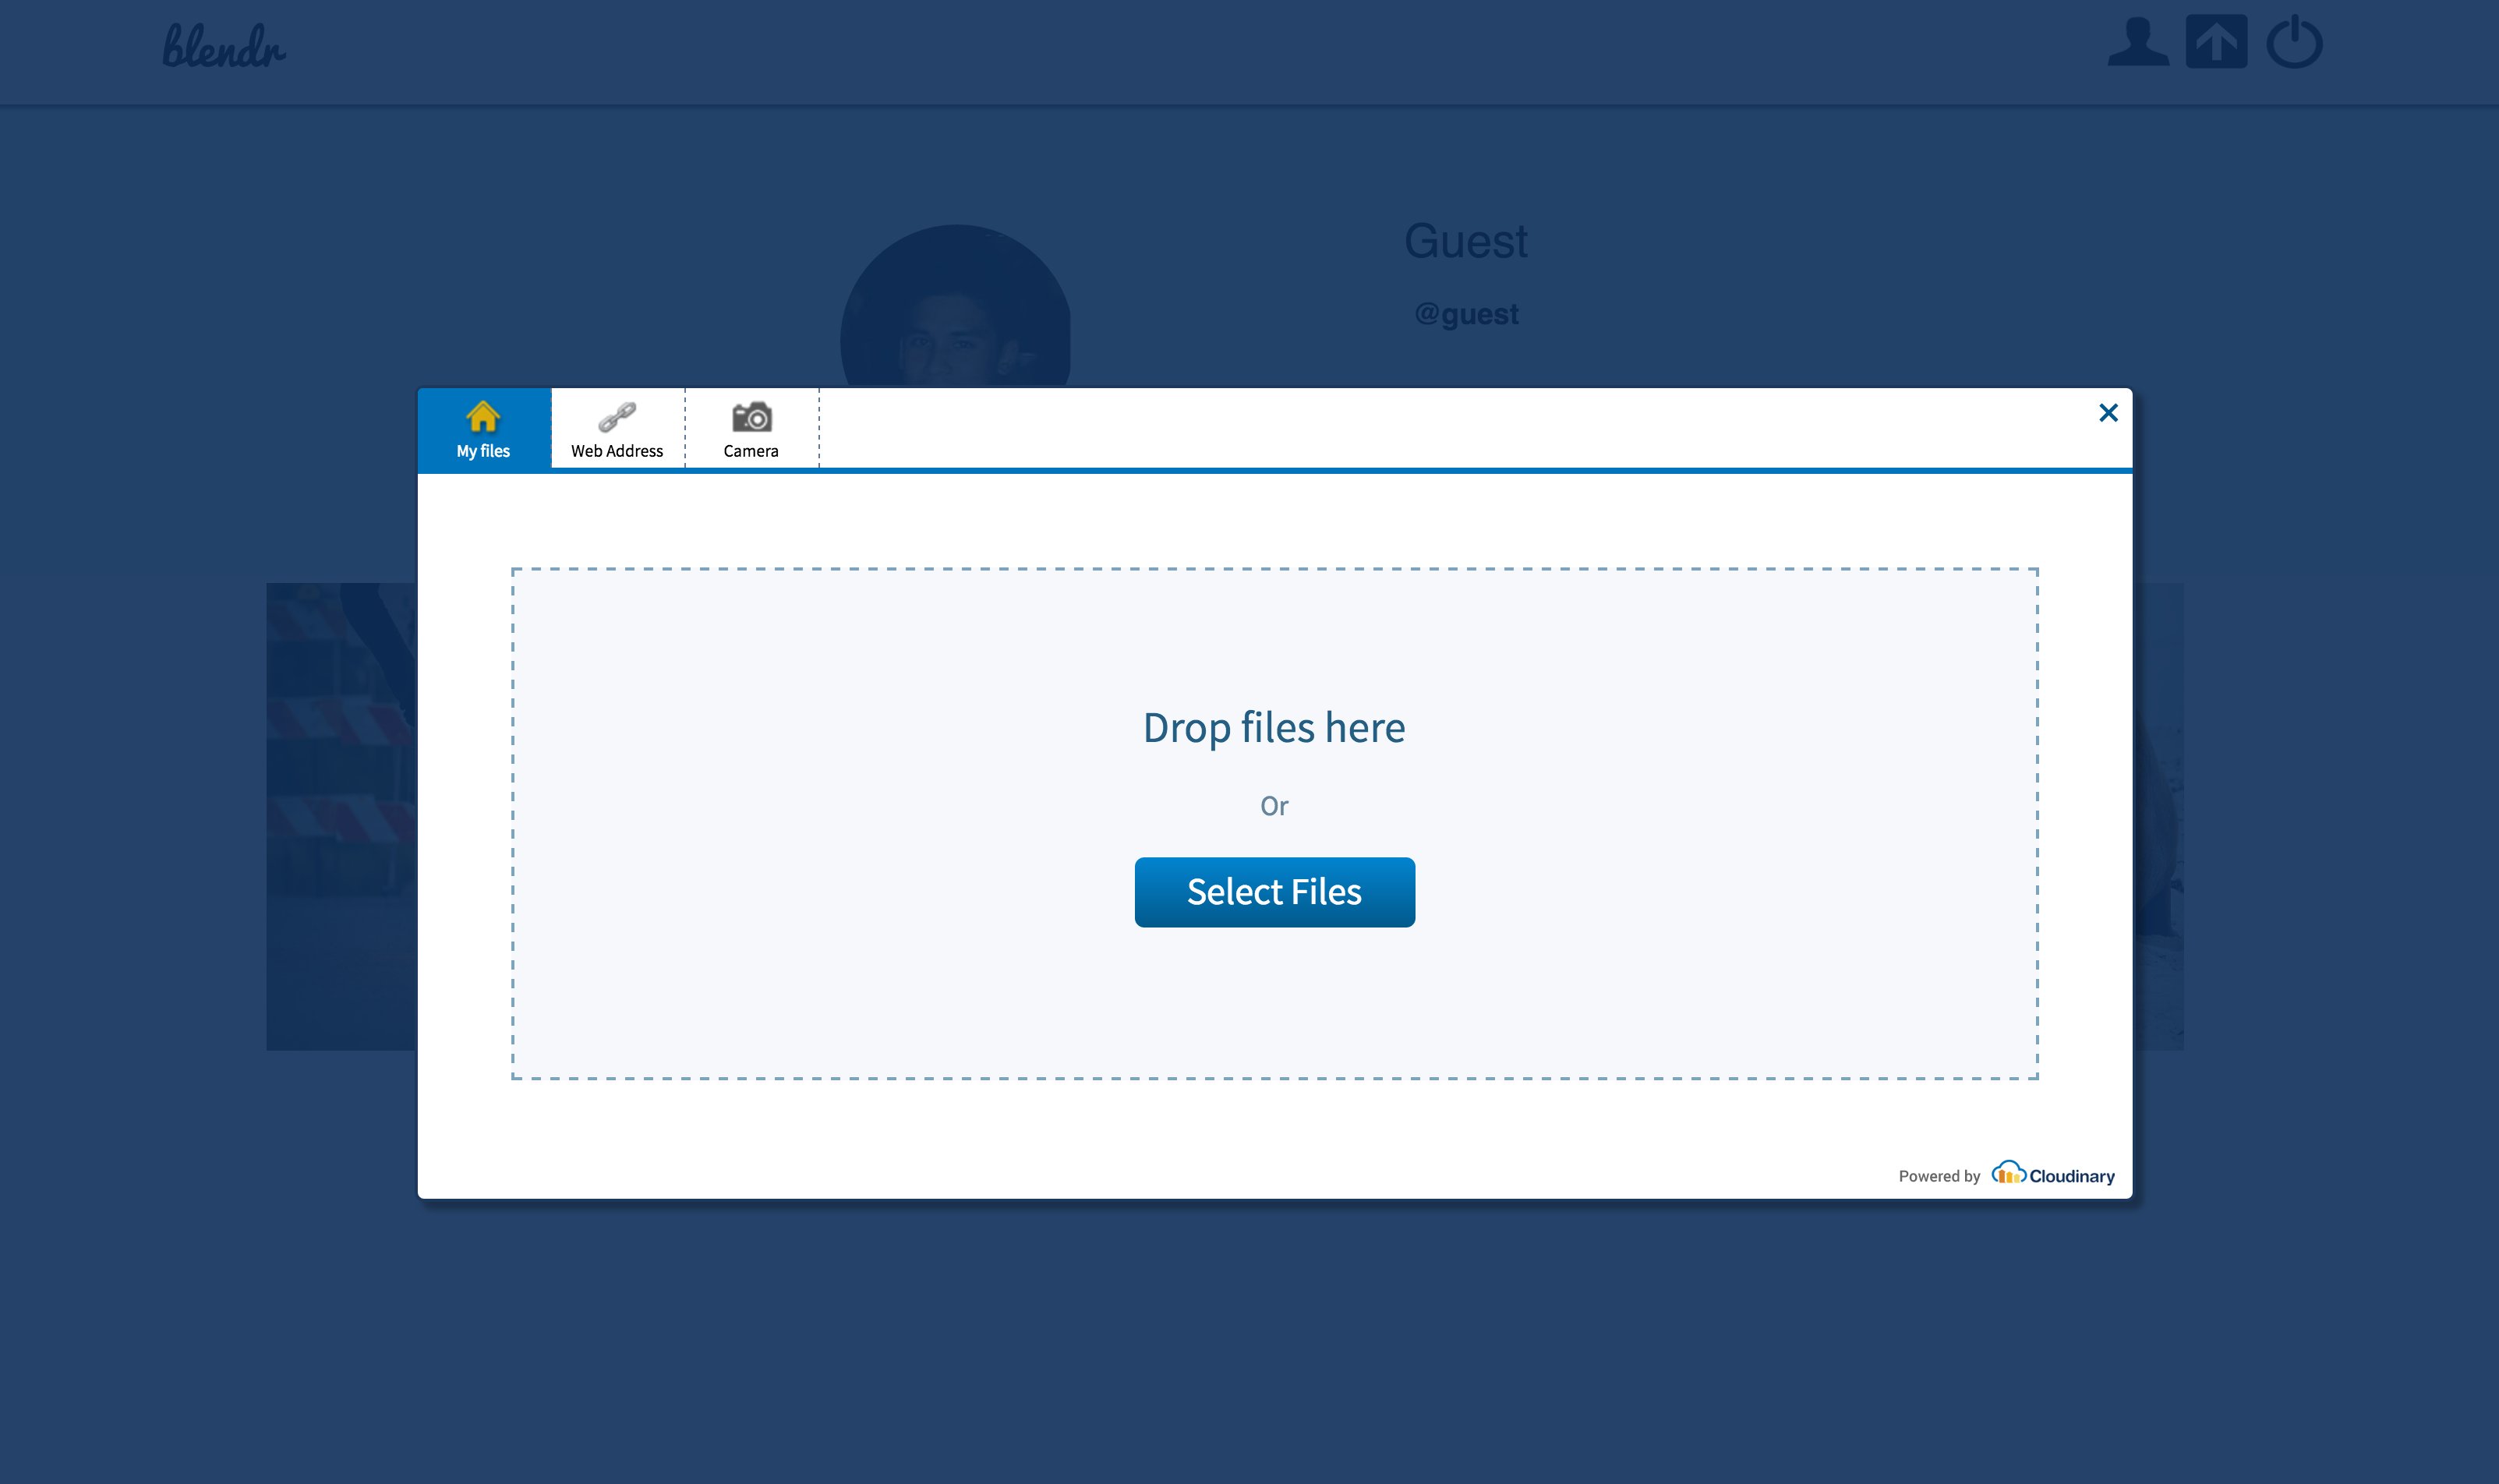 blendr
Guest
@guest
My files
Web Address
Camera
Drop files here
Or
Select Files
Powered by Cloudinary